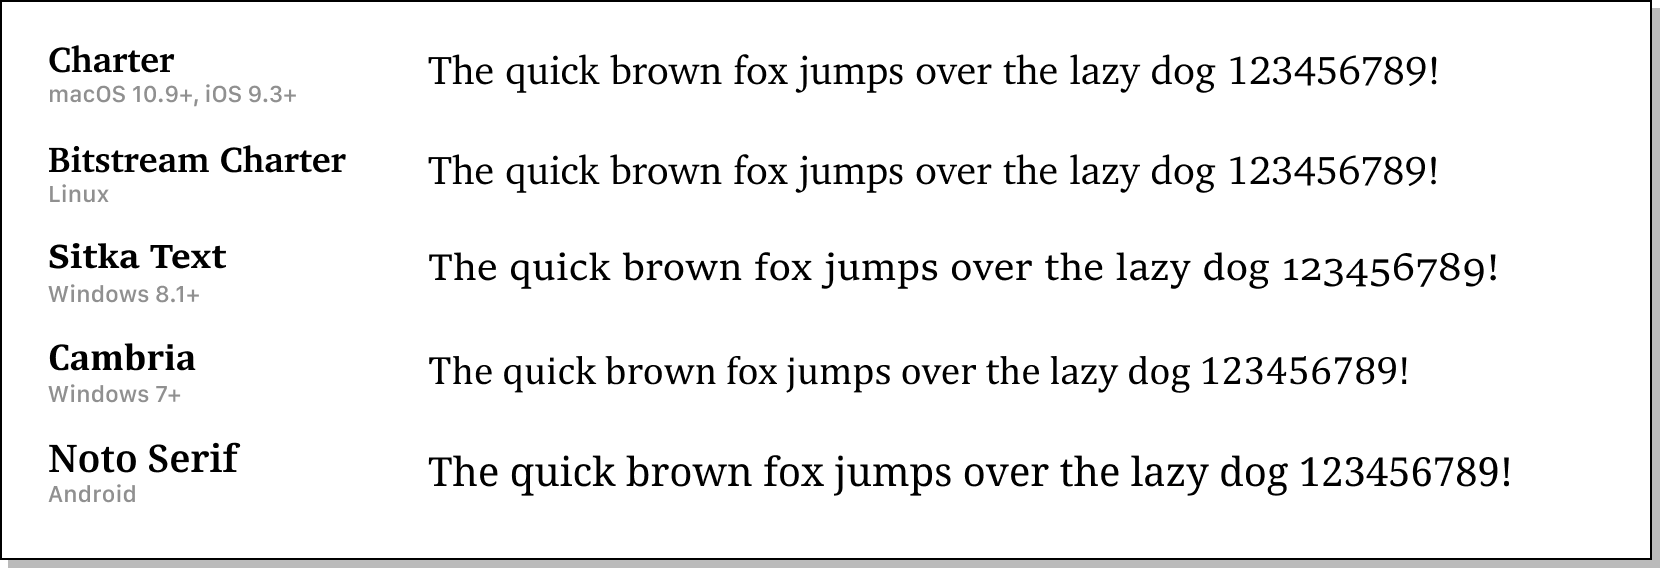 Charter
The quick brown fox jumps over the lazy dog 123456789!
macOS 10.9+, iOS 9.3+
Bitstream Charter
The quick brown fox jumps over the lazy dog 123456789!
Linux
Sitka Text
The quick brown fox jumps over the lazy dog 123456789!
Windows 8.1+
Cambria
The quick brown fox jumps over the lazy dog 123456789!
Windows 7+
Noto Serif
The quick brown fox jumps over the lazy dog 123456789!
Android